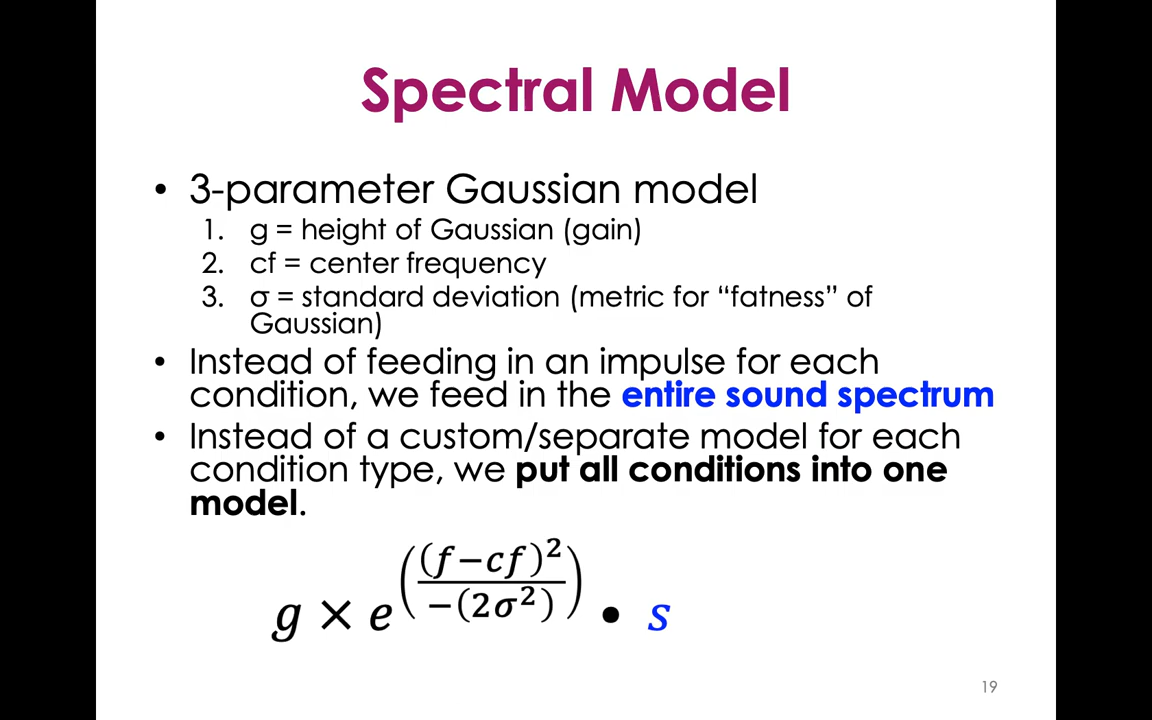 Spectral Model
• 3-parameter Gaussian model
1. g = height of Gaussian (gain)
2. cf = center frequency
3. σ = standard deviation (metric for “fatness” of
Gaussian)
• Instead of feeding in an impulse for each
condition, we feed in the entire sound spectrum
• Instead of a custom/separate model for each
condition type, we put all conditions into one
model.
g × e^((f−cf)²/−(2σ²)) • s
19